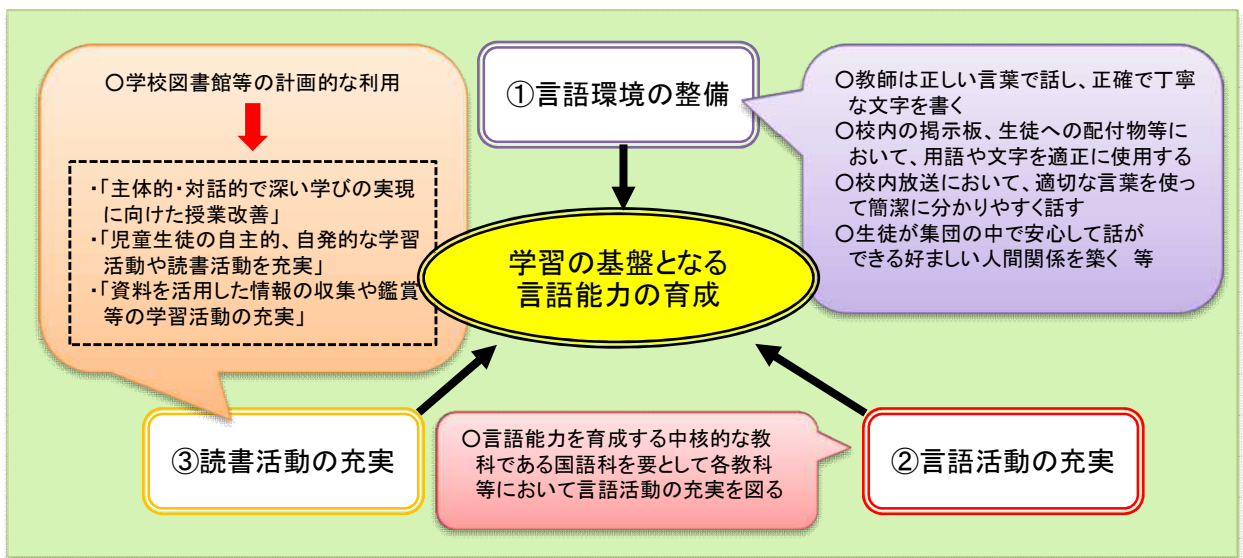 〇学校図書館等の計画的な利用
・「主体的・対話的で深い学びの実現
に向けた授業改善」
・「児童生徒の自主的、自発的な学習
活動や読書活動を充実」
・「資料を活用した情報の収集や鑑賞
等の学習活動の充実」
①言語環境の整備
〇教師は正しい言葉で話し、正確で丁寧
な文字を書く
〇校内の掲示板、生徒への配付物等に
おいて、用語や文字を適正に使用する
〇校内放送において、適切な言葉を使っ
て簡潔に分かりやすく話す
〇生徒が集団の中で安心して話が
できる好ましい人間関係を築く 等
学習の基盤となる
言語能力の育成
③読書活動の充実
〇言語能力を育成する中核的な教
科である国語科を要として各教科
等において言語活動の充実を図る
②言語活動の充実